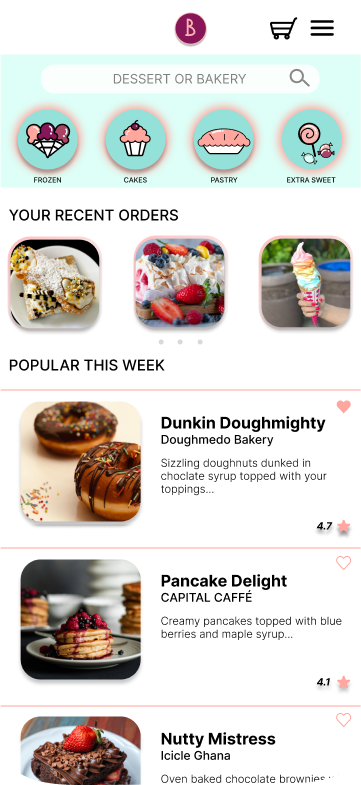 B
DESSERT OR BAKERY
FROZEN
CAKES
PASTRY
EXTRA SWEET
YOUR RECENT ORDERS
POPULAR THIS WEEK
Dunkin Doughmighty
Doughmedo Bakery
Sizzling doughnuts dunked in
choclate syrup topped with your
toppings...
4.7
Pancake Delight
CAPITAL CAFFÉ
Creamy pancakes topped with blue
berries and maple syrup...
4.1
Nutty Mistress
Icicle Ghana
Oven baked chocolate brownies